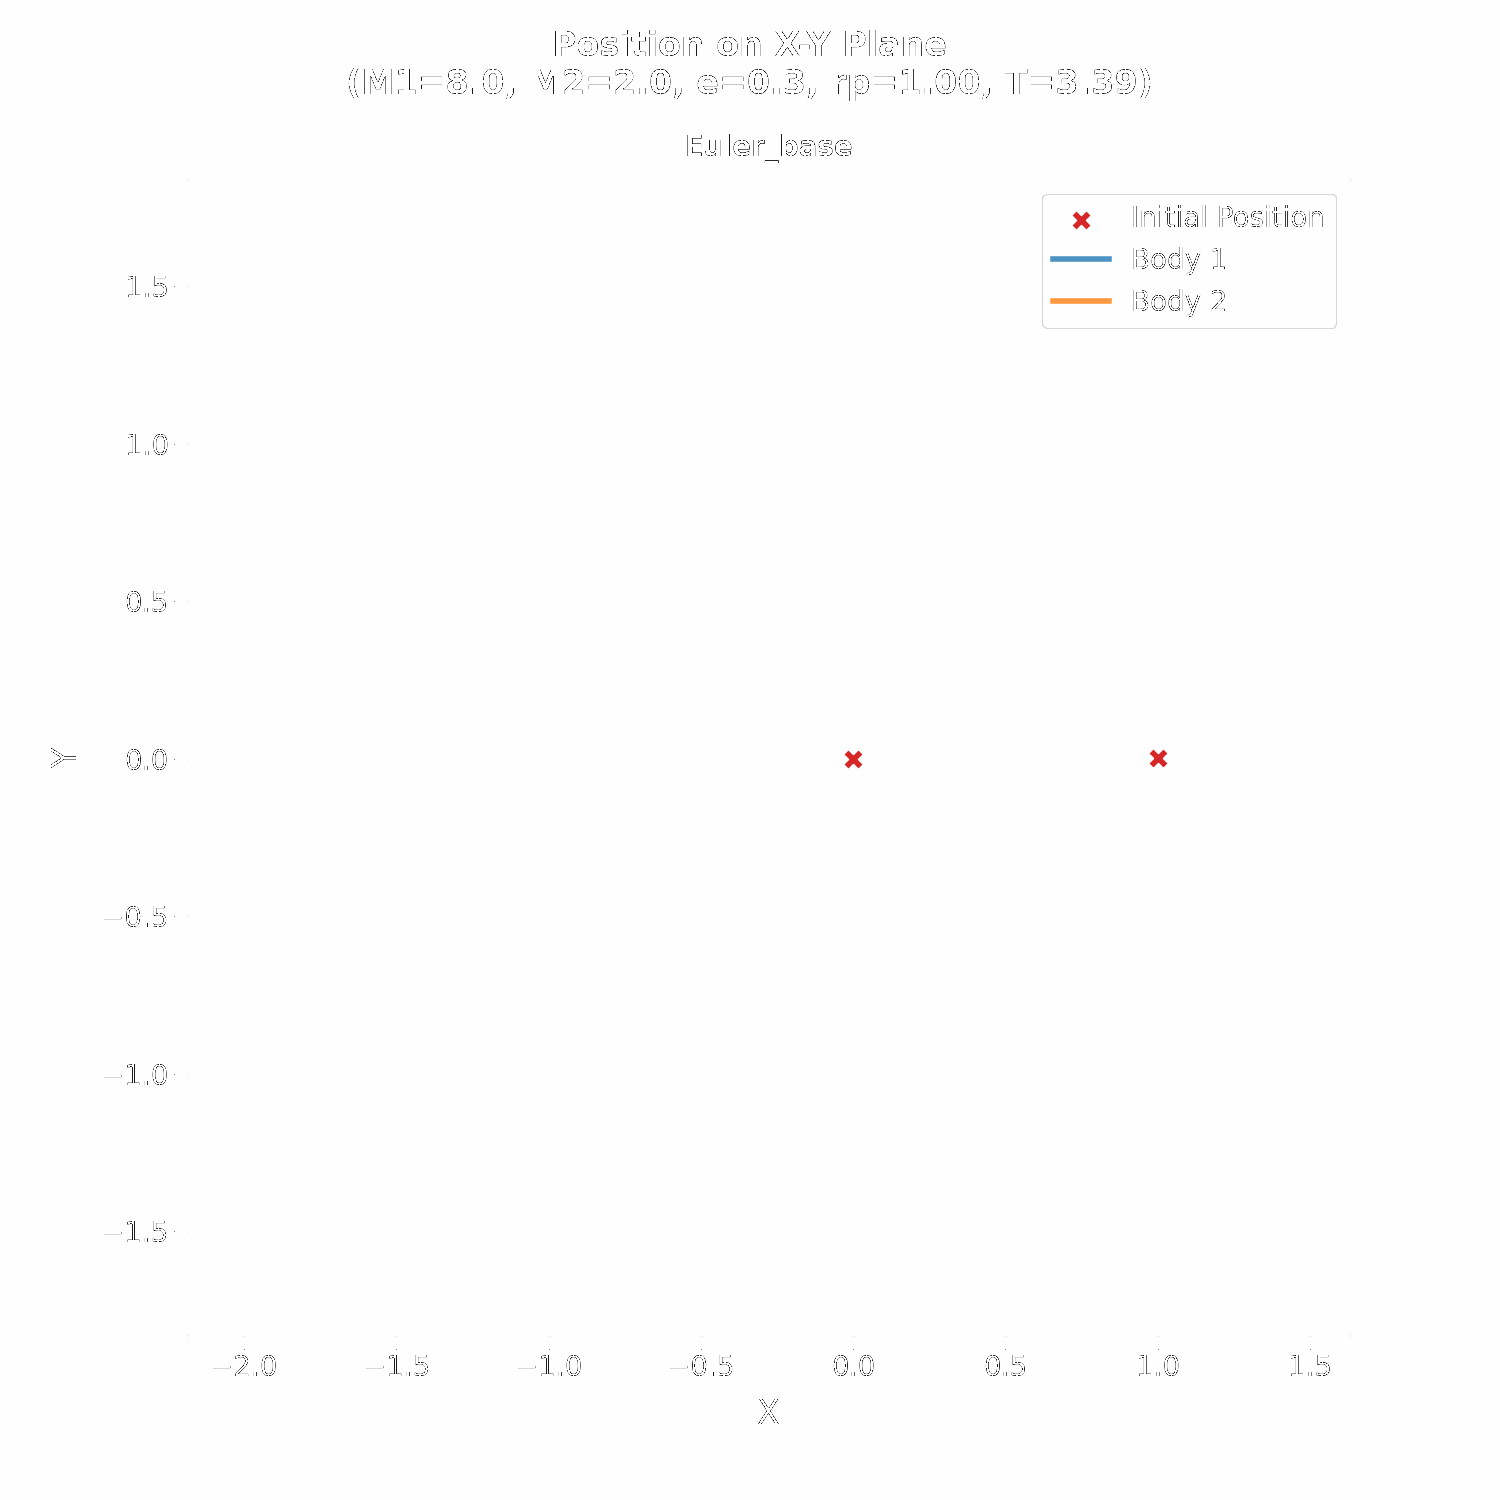 Position on X-Y Plane
(M1=8.0, M2=2.0, e=0.3, rp=1.00, T=3.39)
Euler_base
Initial Position
Body 1
Body 2
1.5
1.0
0.5
0.0
−0.5
−1.0
−1.5
Y
−2.0 −1.5 −1.0 −0.5 0.0 0.5 1.0 1.5
X